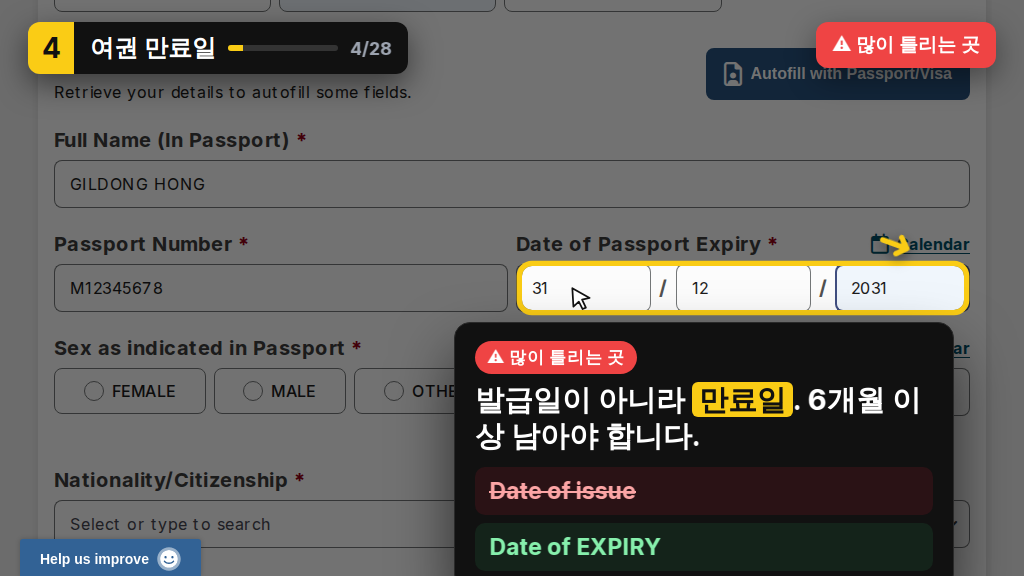 4 여권 만료일 4/28
많이 틀리는 곳
Autofill with Passport/Visa
Retrieve your details to autofill some fields.
Full Name (In Passport) *
GILDONG HONG
Passport Number *
Date of Passport Expiry *
M12345678
31 / 12 / 2031
Sex as indicated in Passport *
FEMALE
MALE
많이 틀리는 곳
발급일이 아니라 만료일. 6개월 이
상 남아야 합니다.
Date of issue
Date of EXPIRY
Nationality/Citizenship *
Select or type to search
Help us improve